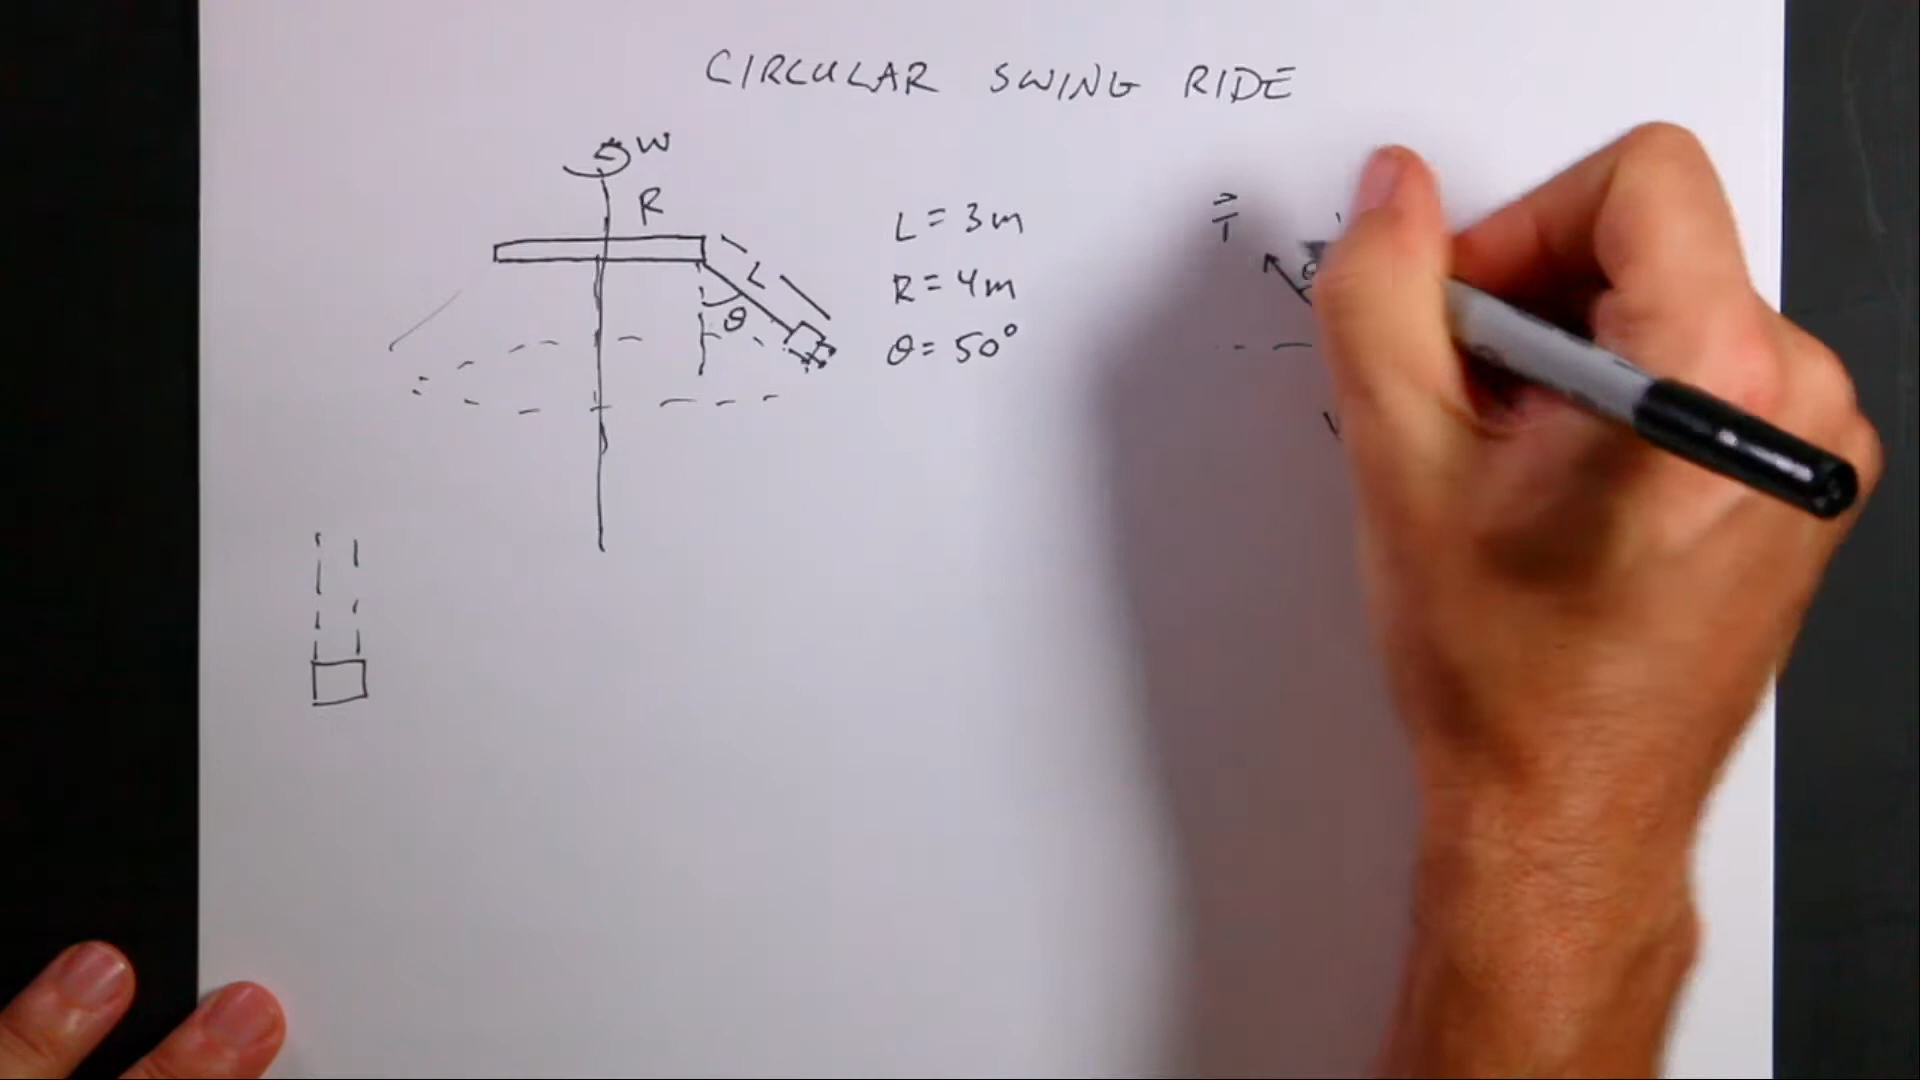 CIRCULAR SWING RIDE
W
R
L
θ
L = 3m
R = 4m
θ = 50°
T
θ